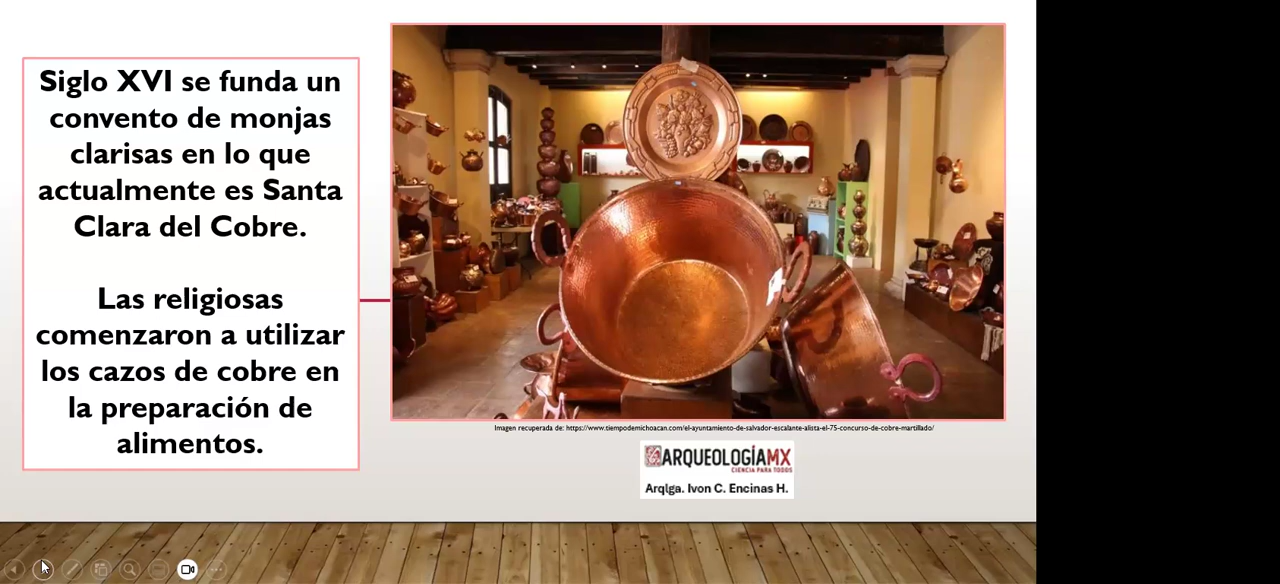 Siglo XVI se funda un
convento de monjas
clarisas en lo que
actualmente es Santa
Clara del Cobre.
Las religiosas
comenzaron a utilizar
los cazos de cobre en
la preparación de
alimentos.
Imagen recuperada de: https://www.tiempodemichoacan.com/el-ayuntamiento-de-salvador-escalante-alista-el-75-concurso-de-cobre-martillado/
ARQUEOLOGÍAMX
CIENCIA PARA TODOS
Arqlga. Ivon C. Encinas H.